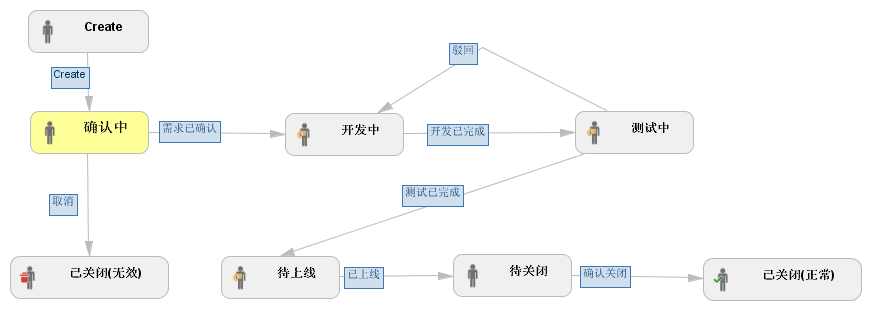 Create
驳回
Create
确认中
需求已确认
开发中
开发已完成
测试中
取消
测试已完成
已关闭(无效)
待上线
已上线
待关闭
确认关闭
已关闭(正常)